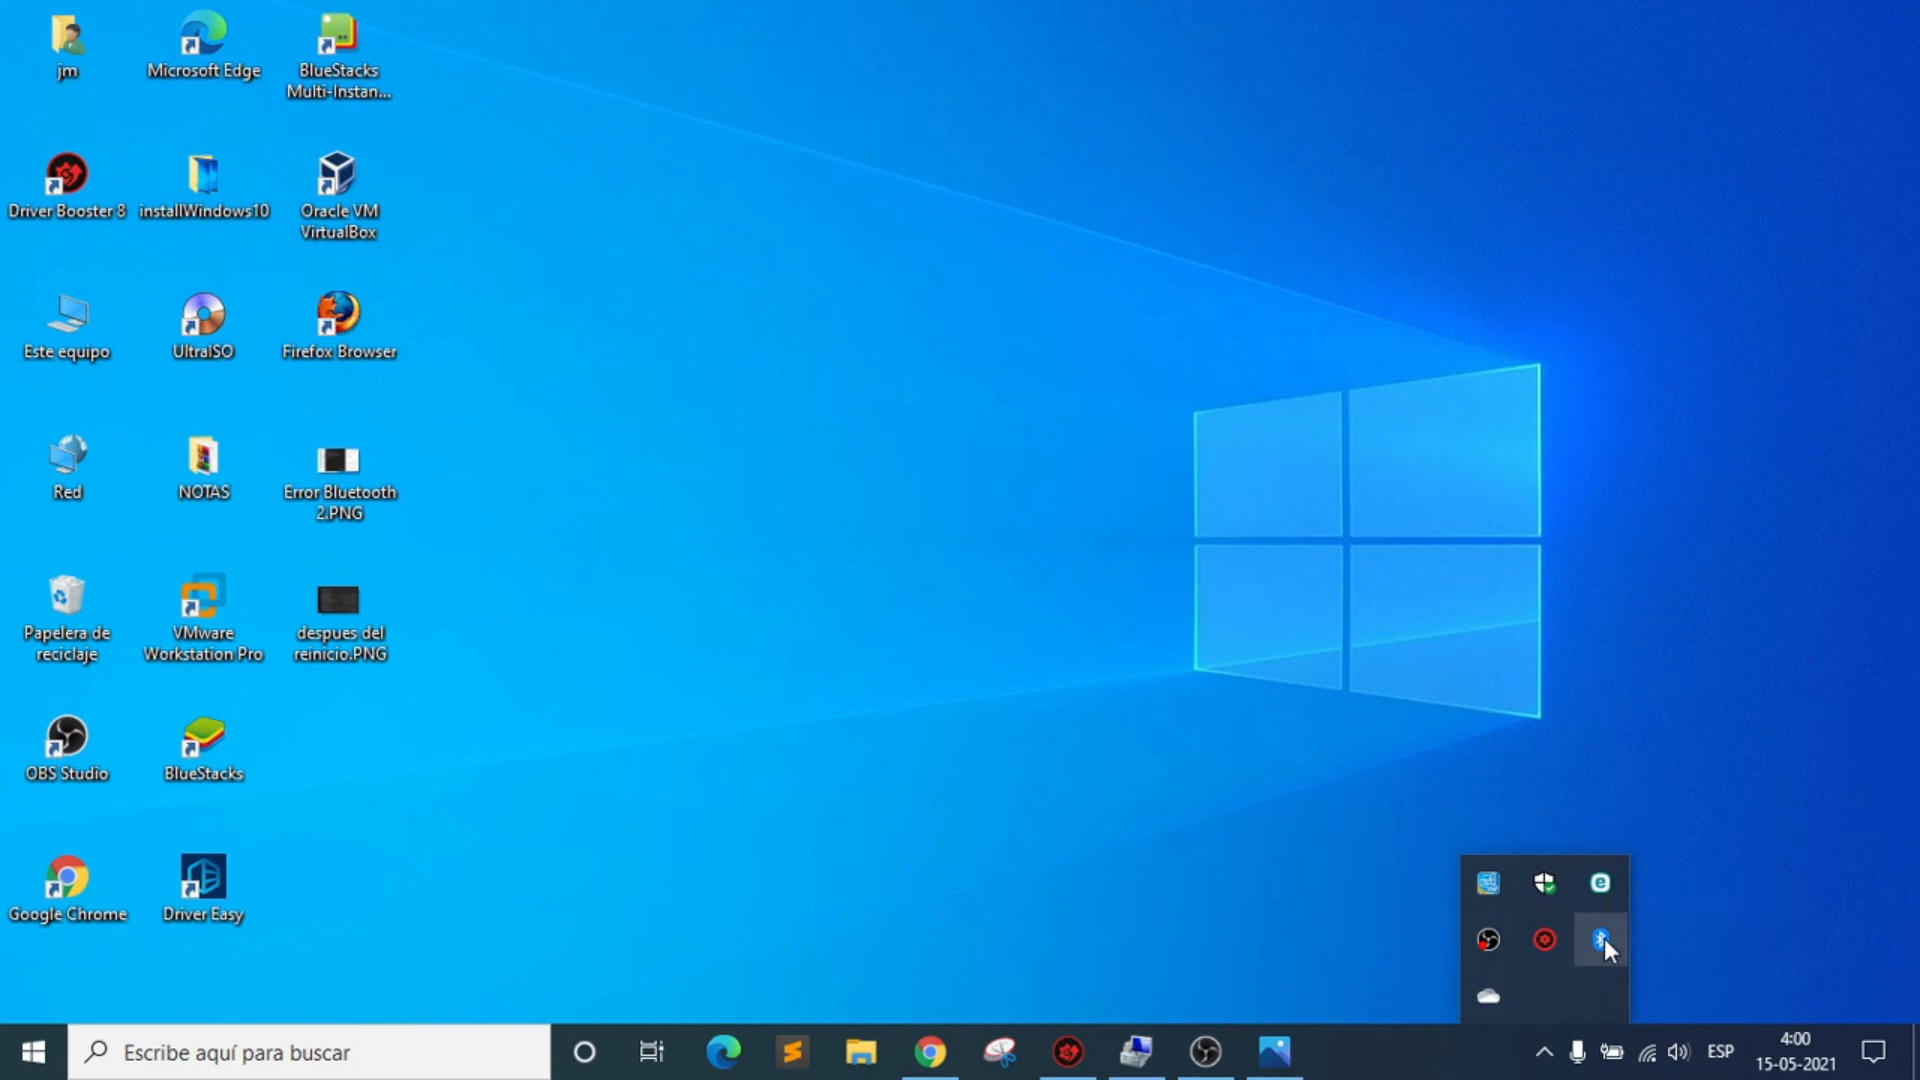 jm
Microsoft Edge
BlueStacks
Multi-Instan...
Driver Booster 8
installWindows10
Oracle VM
VirtualBox
Este equipo
UltraISO
Firefox Browser
Red
NOTAS
Error Bluetooth
2.PNG
Papelera de
reciclaje
VMware
Workstation Pro
despues del
reinicio.PNG
OBS Studio
BlueStacks
Google Chrome
Driver Easy
Escribe aquí para buscar
ESP
4:00
15-05-2021